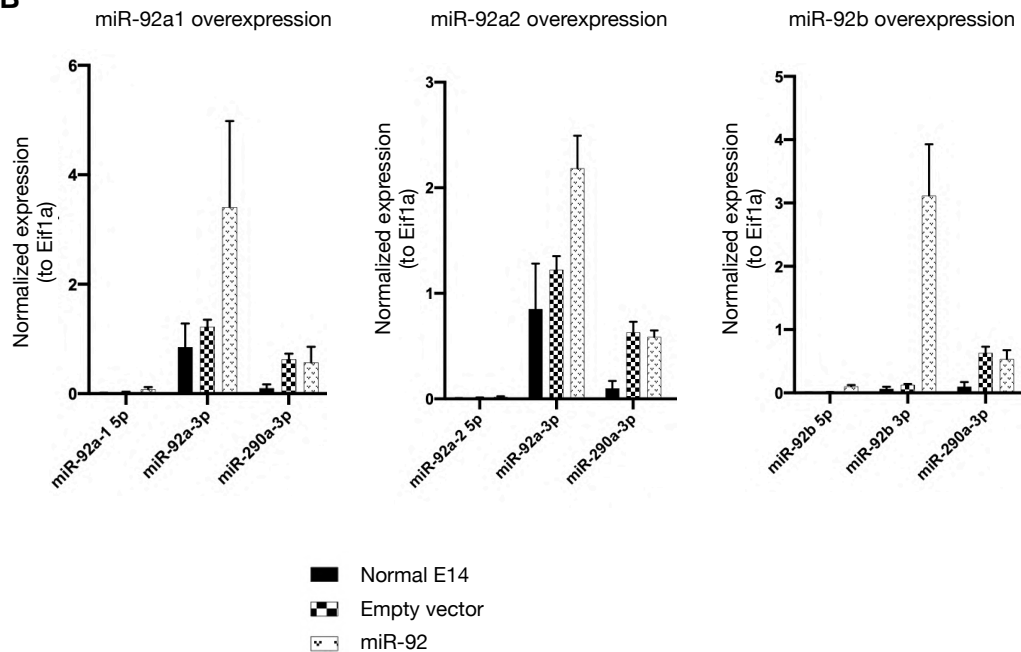 B
miR-92a1 overexpression
6
4
2
0
Normalized expression
(to Eif1a)
miR-92a-1 5p
miR-92a-3p
miR-290a-3p
miR-92a2 overexpression
3
2
1
0
Normalized expression
(to Eif1a)
miR-92a-2 5p
miR-92a-3p
miR-290a-3p
miR-92b overexpression
5
4
3
2
1
0
Normalized expression
(to Eif1a)
miR-92b 5p
miR-92b 3p
miR-290a-3p
Normal E14
Empty vector
miR-92